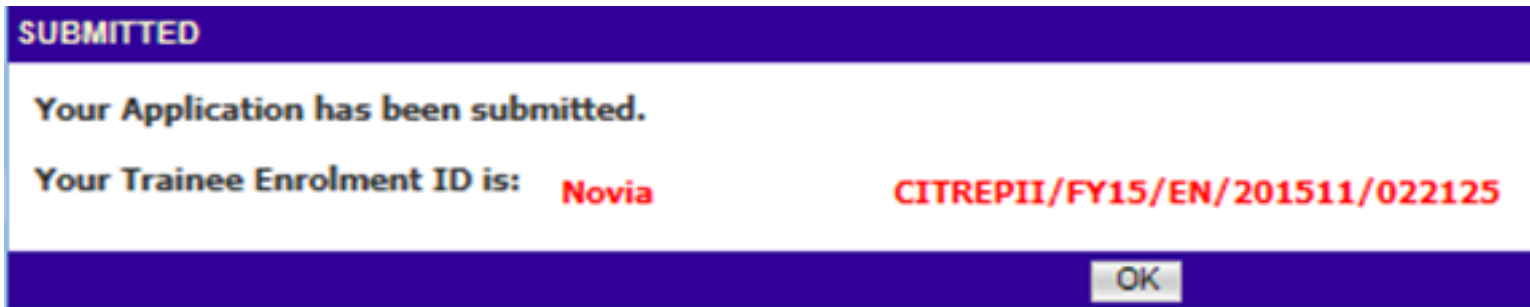 SUBMITTED
Your Application has been submitted.
Your Trainee Enrolment ID is: Novia CITREPII/FY15/EN/201511/022125
OK